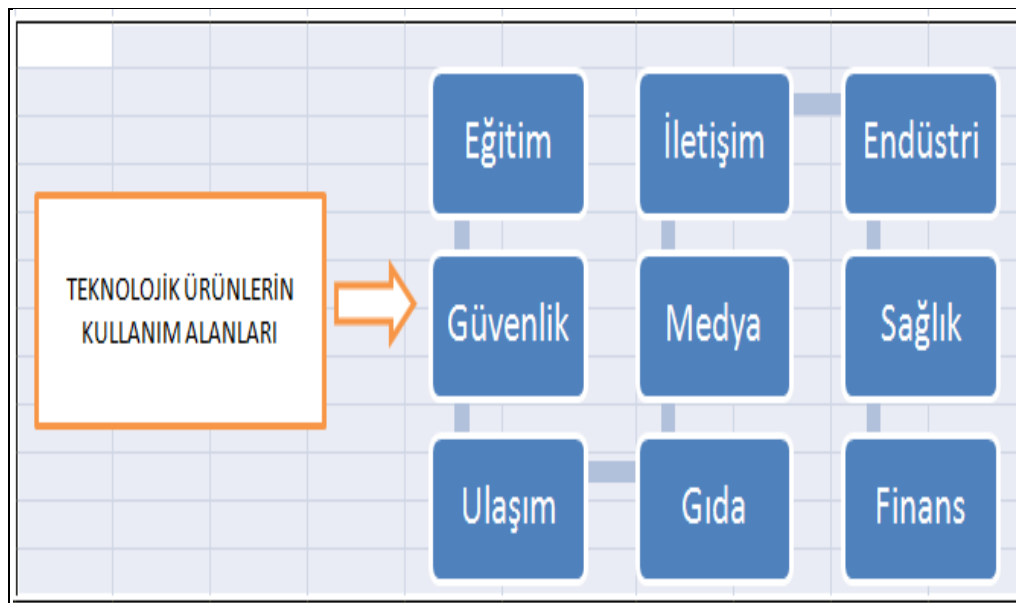 TEKNOLOJİK ÜRÜNLERİN
KULLANIM ALANLARI
Eğitim
İletişim
Endüstri
Güvenlik
Medya
Sağlık
Ulaşım
Gıda
Finans